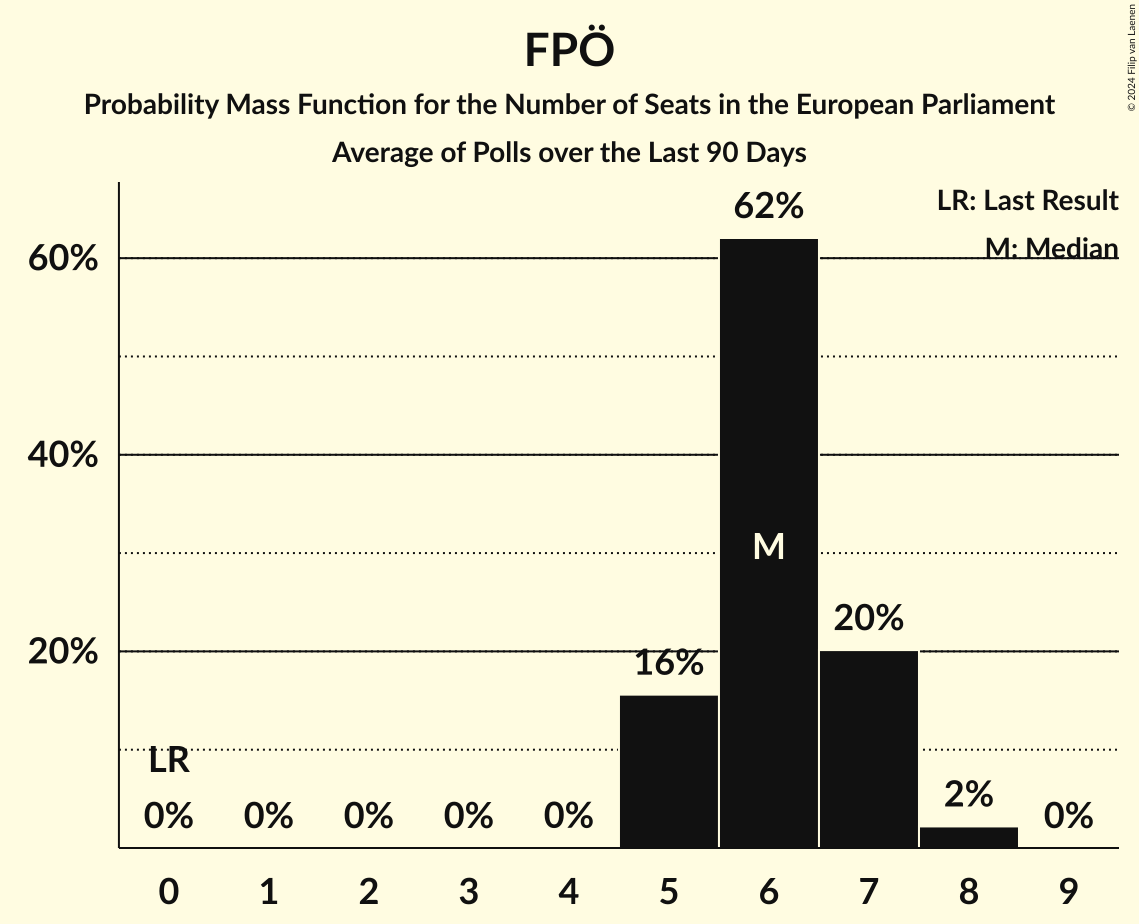 FPÖ
Probability Mass Function for the Number of Seats in the European Parliament
Average of Polls over the Last 90 Days
© 2024 Filip van Laenen
LR: Last Result
M: Median
62%
60%
40%
M
20%
20%
16%
LR
2%
0% 0% 0% 0% 0% 0%
0 1 2 3 4 5 6 7 8 9